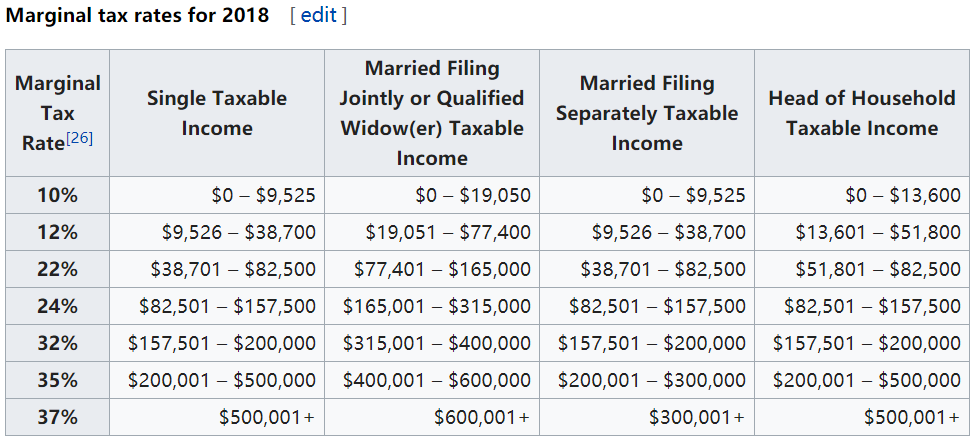 Marginal tax rates for 2018 [ edit ]
Marginal
Tax
Rate[26]
Single Taxable
Income
Married Filing
Jointly or Qualified
Widow(er) Taxable
Income
Married Filing
Separately Taxable
Income
Head of Household
Taxable Income
10% $0 – $9,525 $0 – $19,050 $0 – $9,525 $0 – $13,600
12% $9,526 – $38,700 $19,051 – $77,400 $9,526 – $38,700 $13,601 – $51,800
22% $38,701 – $82,500 $77,401 – $165,000 $38,701 – $82,500 $51,801 – $82,500
24% $82,501 – $157,500 $165,001 – $315,000 $82,501 – $157,500 $82,501 – $157,500
32% $157,501 – $200,000 $315,001 – $400,000 $157,501 – $200,000 $157,501 – $200,000
35% $200,001 – $500,000 $400,001 – $600,000 $200,001 – $300,000 $200,001 – $500,000
37% $500,001+ $600,001+ $300,001+ $500,001+